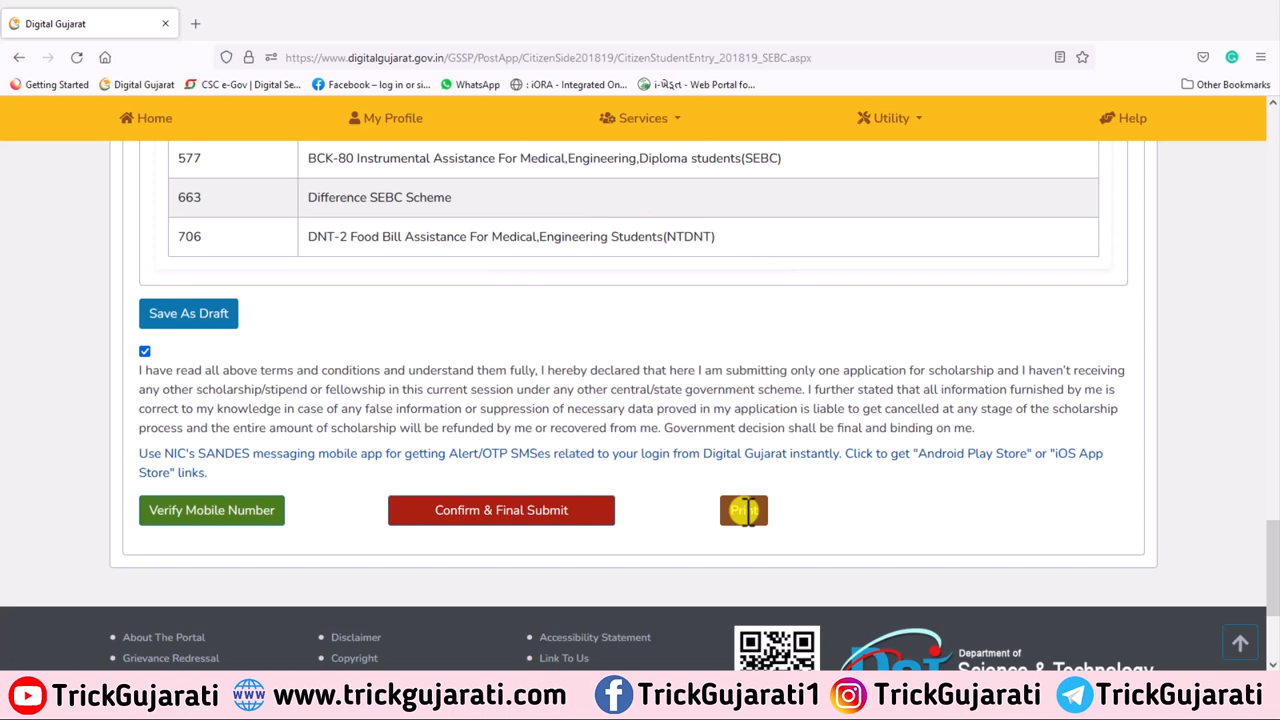 Digital Gujarat
https://www.digitalgujarat.gov.in/GSSP/PostApp/CitizenSide201819/CitizenStudentEntry_201819_SEBC.aspx
Getting Started Digital Gujarat CSC e-Gov | Digital Se... Facebook – log in or si... WhatsApp : iORA - Integrated On... i-ખેડૂત - Web Portal fo... Other Bookmarks
Home My Profile Services Utility Help
577 BCK-80 Instrumental Assistance For Medical,Engineering,Diploma students(SEBC)
663 Difference SEBC Scheme
706 DNT-2 Food Bill Assistance For Medical,Engineering Students(NTDNT)
Save As Draft
I have read all above terms and conditions and understand them fully, I hereby declared that here I am submitting only one application for scholarship and I haven't receiving
any other scholarship/stipend or fellowship in this current session under any other central/state government scheme. I further stated that all information furnished by me is
correct to my knowledge in case of any false information or suppression of necessary data proved in my application is liable to get cancelled at any stage of the scholarship
process and the entire amount of scholarship will be refunded by me or recovered from me. Government decision shall be final and binding on me.
Use NIC's SANDES messaging mobile app for getting Alert/OTP SMSes related to your login from Digital Gujarat instantly. Click to get "Android Play Store" or "iOS App
Store" links.
Verify Mobile Number Confirm & Final Submit Print
About The Portal Disclaimer Accessibility Statement
Department of
Grievance Redressal Copyright Link To Us
Science & Technology
TrickGujarati www.trickgujarati.com TrickGujarati1 TrickGujarati TrickGujarati